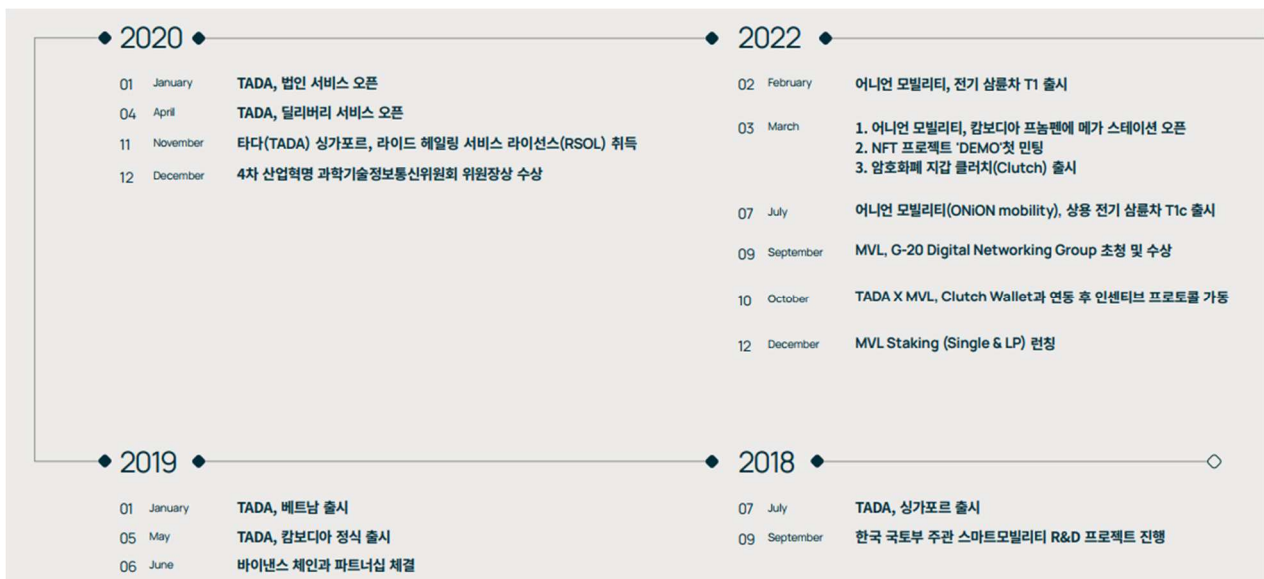 2020
01 January TADA, 법인 서비스 오픈
04 April TADA, 딜리버리 서비스 오픈
11 November 타다(TADA) 싱가포르, 라이드 헤일링 서비스 라이선스(RSOL) 취득
12 December 4차 산업혁명 과학기술정보통신위원회 위원장상 수상
2022
02 February 어니언 모빌리티, 전기 삼륜차 T1 출시
03 March 1. 어니언 모빌리티, 캄보디아 프놈펜에 메가 스테이션 오픈
2. NFT 프로젝트 'DEMO'첫 민팅
3. 암호화폐 지갑 클러치(Clutch) 출시
07 July 어니언 모빌리티(ONiON mobility), 상용 전기 삼륜차 T1c 출시
09 September MVL, G-20 Digital Networking Group 초청 및 수상
10 October TADA X MVL, Clutch Wallet과 연동 후 인센티브 프로토콜 가동
12 December MVL Staking (Single & LP) 런칭
2019
01 January TADA, 베트남 출시
05 May TADA, 캄보디아 정식 출시
06 June 바이낸스 체인과 파트너십 체결
2018
07 July TADA, 싱가포르 출시
09 September 한국 국토부 주관 스마트모빌리티 R&D 프로젝트 진행